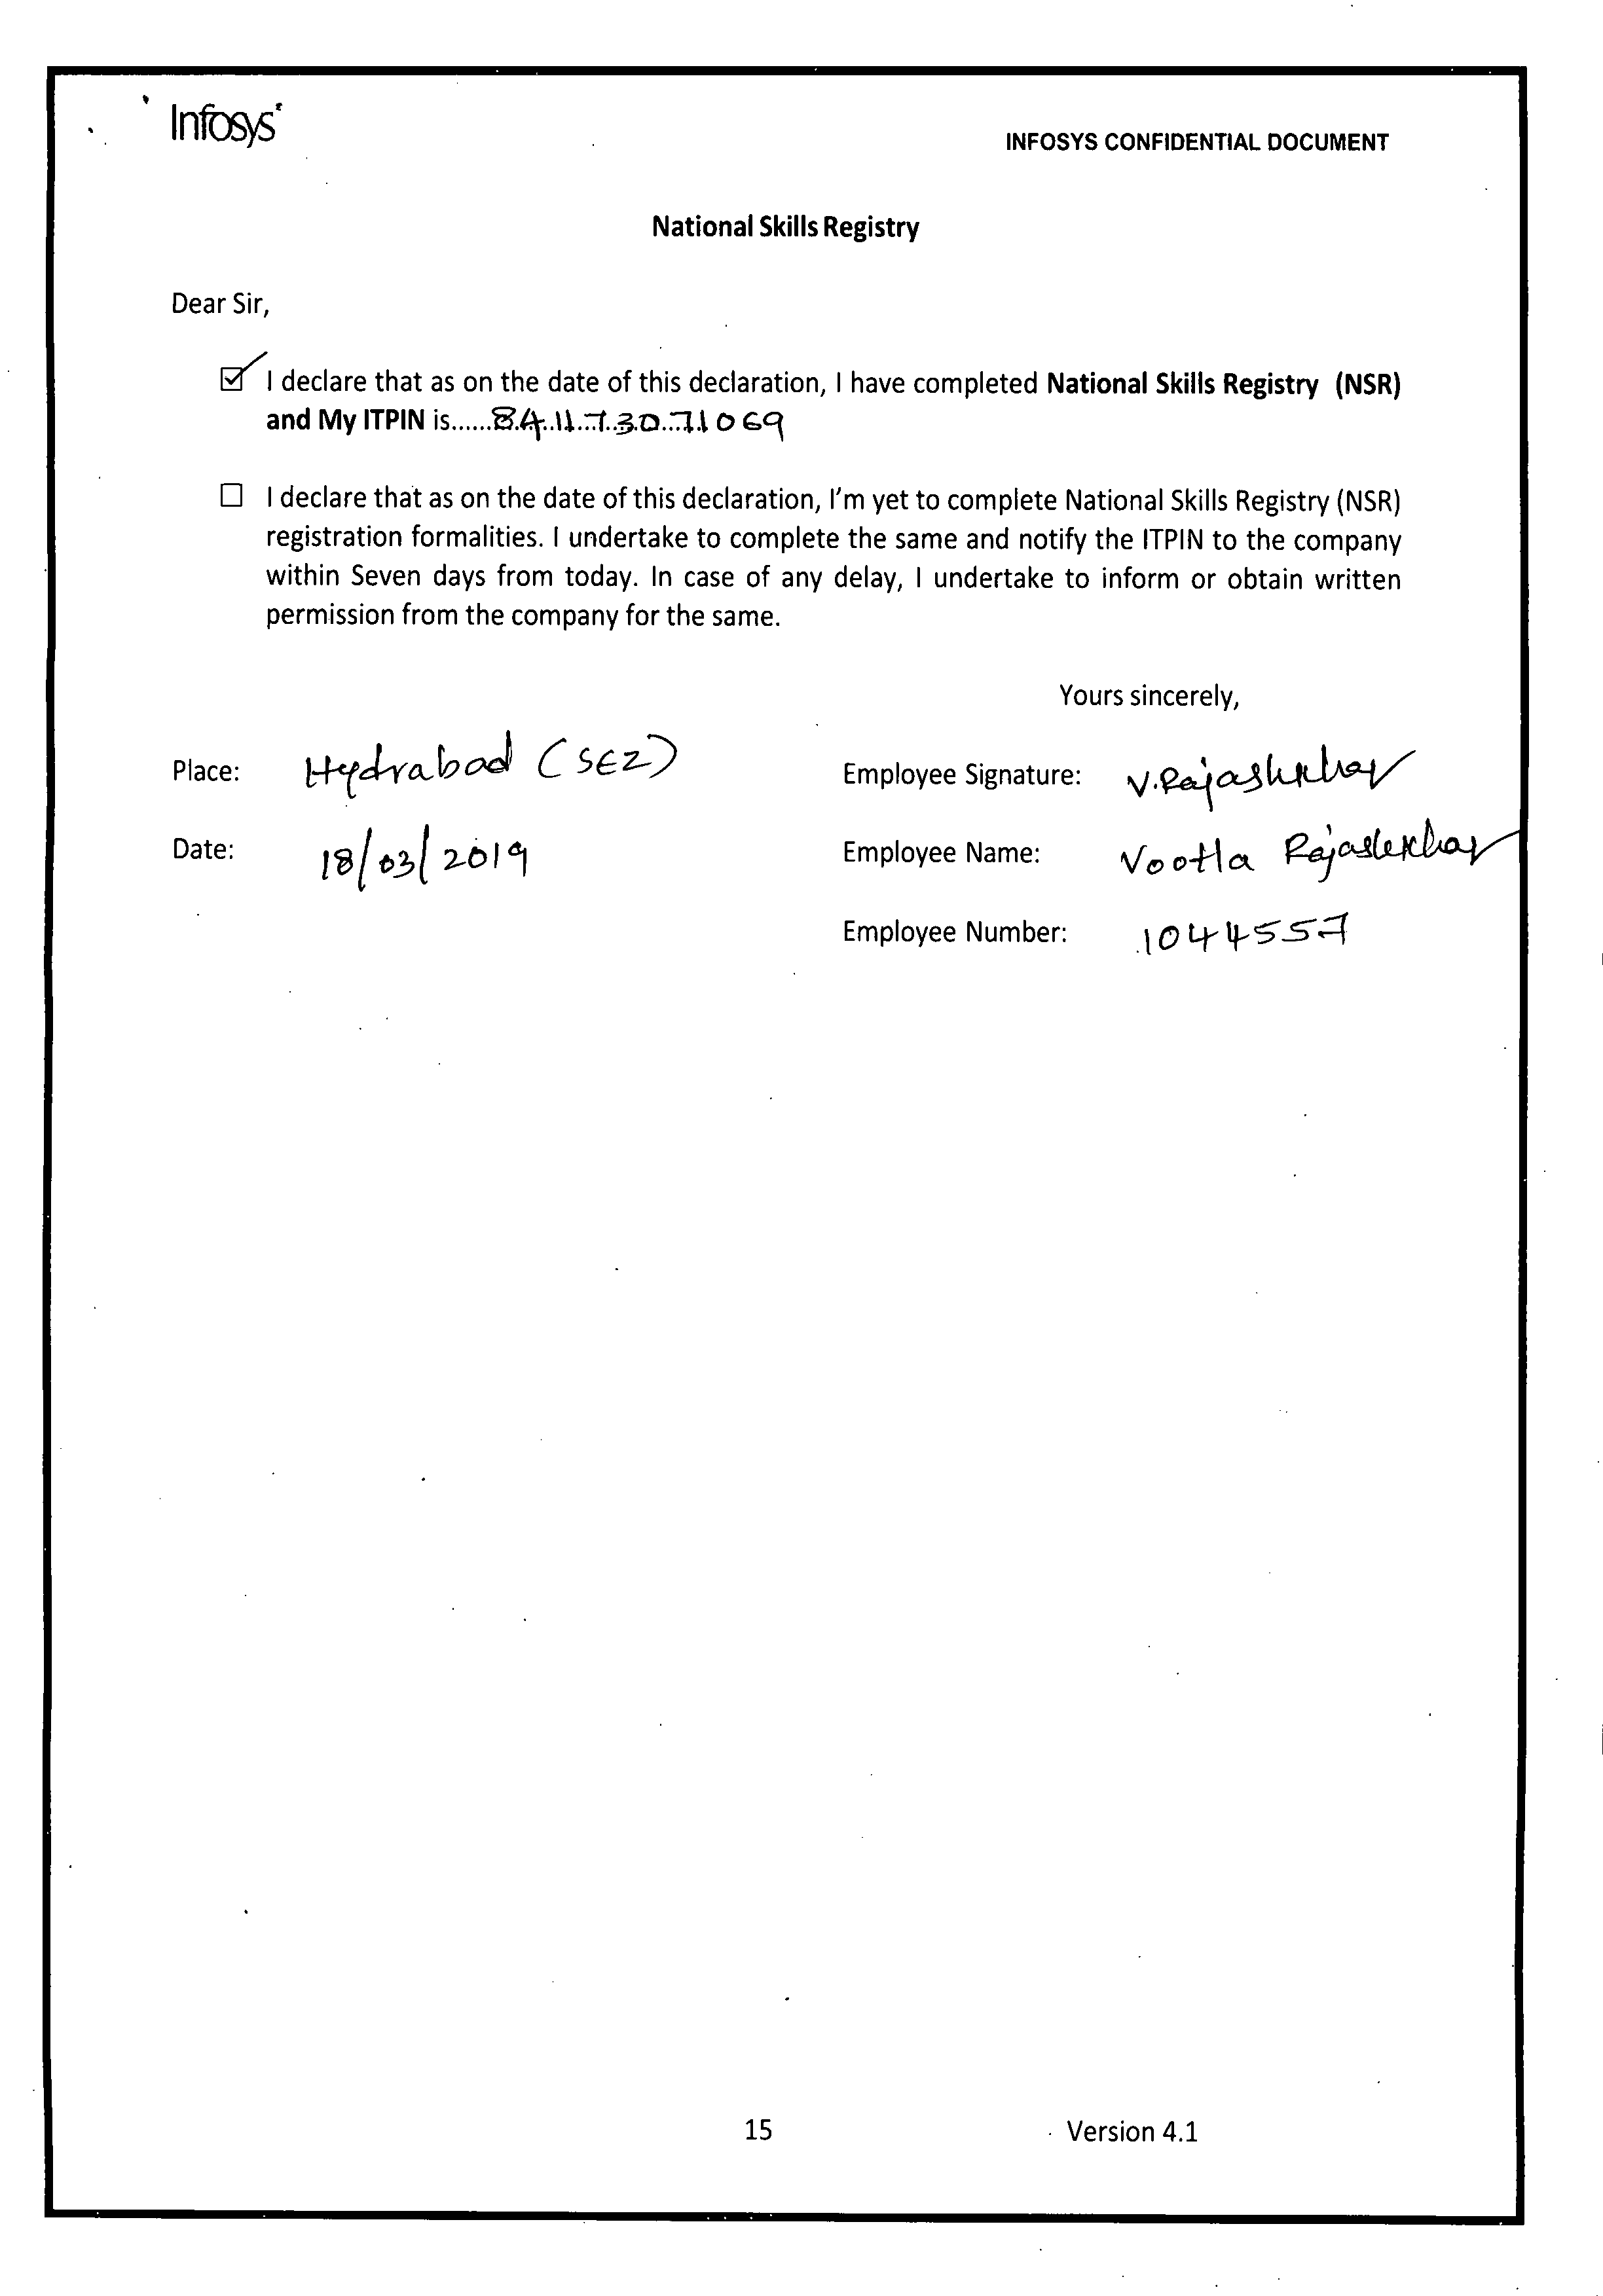 Infosys
INFOSYS CONFIDENTIAL DOCUMENT
National Skills Registry
Dear Sir,
☑ I declare that as on the date of this declaration, I have completed National Skills Registry (NSR)
and My ITPIN is......841173071069
☐ I declare that as on the date of this declaration, I'm yet to complete National Skills Registry (NSR)
registration formalities. I undertake to complete the same and notify the ITPIN to the company
within Seven days from today. In case of any delay, I undertake to inform or obtain written
permission from the company for the same.
Yours sincerely,
Place: Hydrabad (SEZ)
Employee Signature: V.Rajashekhar
Date: 18/03/2019
Employee Name: Vootla Rajashekhar
Employee Number: 1044557
15
Version 4.1